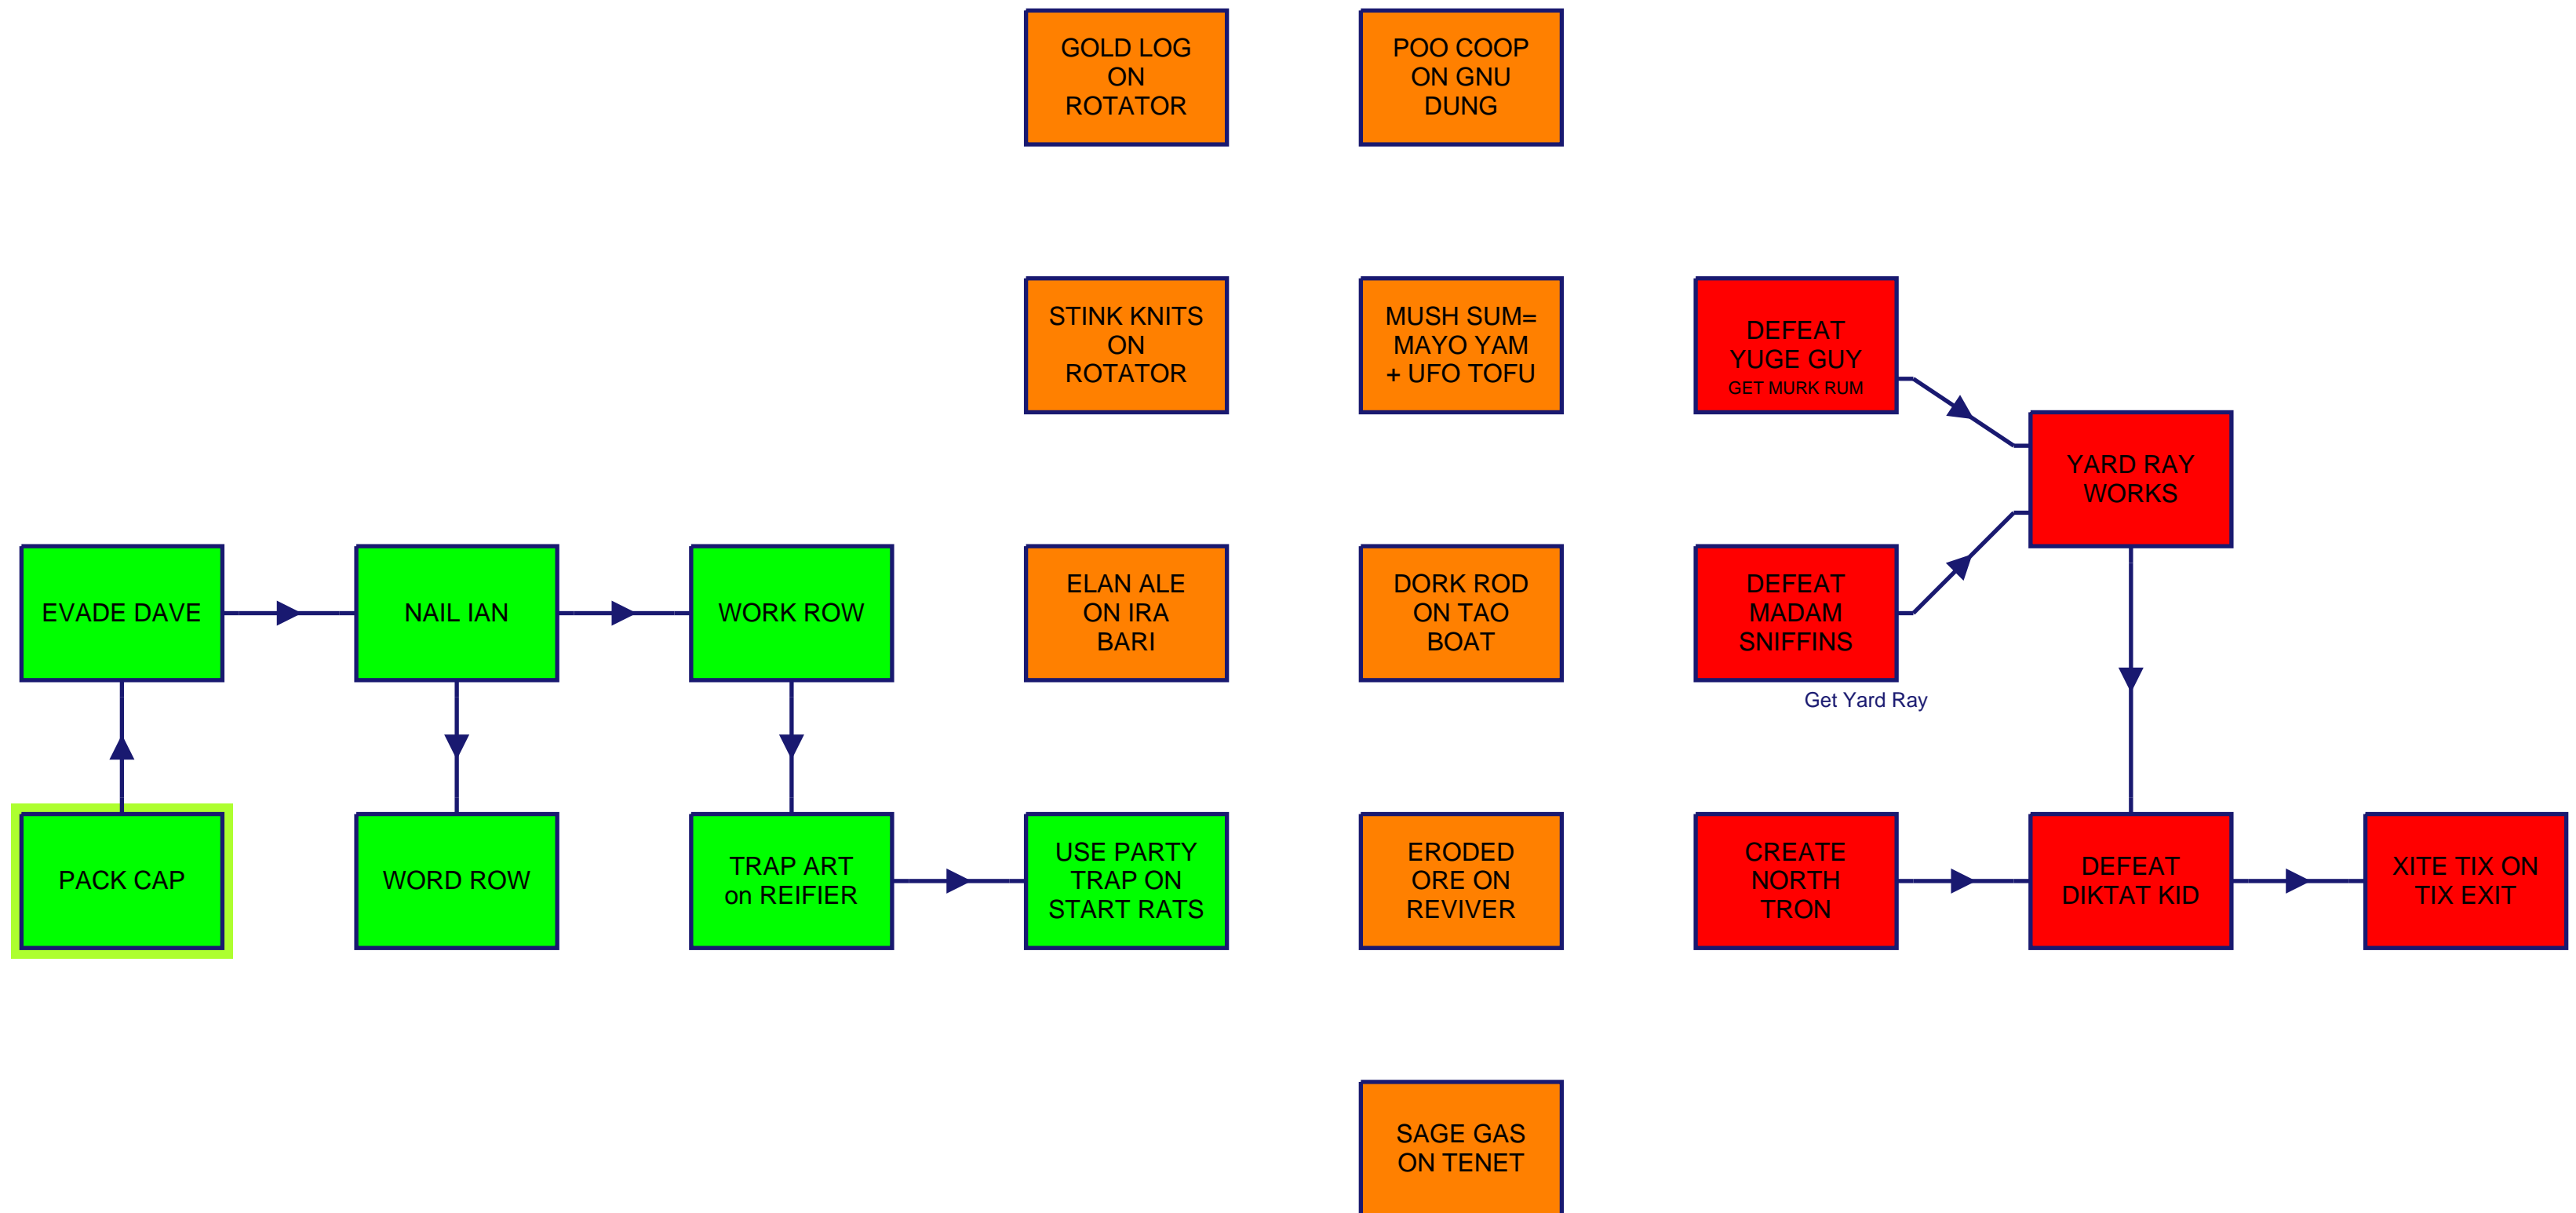 GOLD LOG
ON
ROTATOR
POO COOP
ON GNU
DUNG
STINK KNITS
ON
ROTATOR
MUSH SUM=
MAYO YAM
+ UFO TOFU
DEFEAT
YUGE GUY
GET MURK RUM
YARD RAY
WORKS
EVADE DAVE
NAIL IAN
WORK ROW
ELAN ALE
ON IRA
BARI
DORK ROD
ON TAO
BOAT
DEFEAT
MADAM
SNIFFINS
Get Yard Ray
PACK CAP
WORD ROW
TRAP ART
on REIFIER
USE PARTY
TRAP ON
START RATS
ERODED
ORE ON
REVIVER
CREATE
NORTH
TRON
DEFEAT
DIKTAT KID
XITE TIX ON
TIX EXIT
SAGE GAS
ON TENET